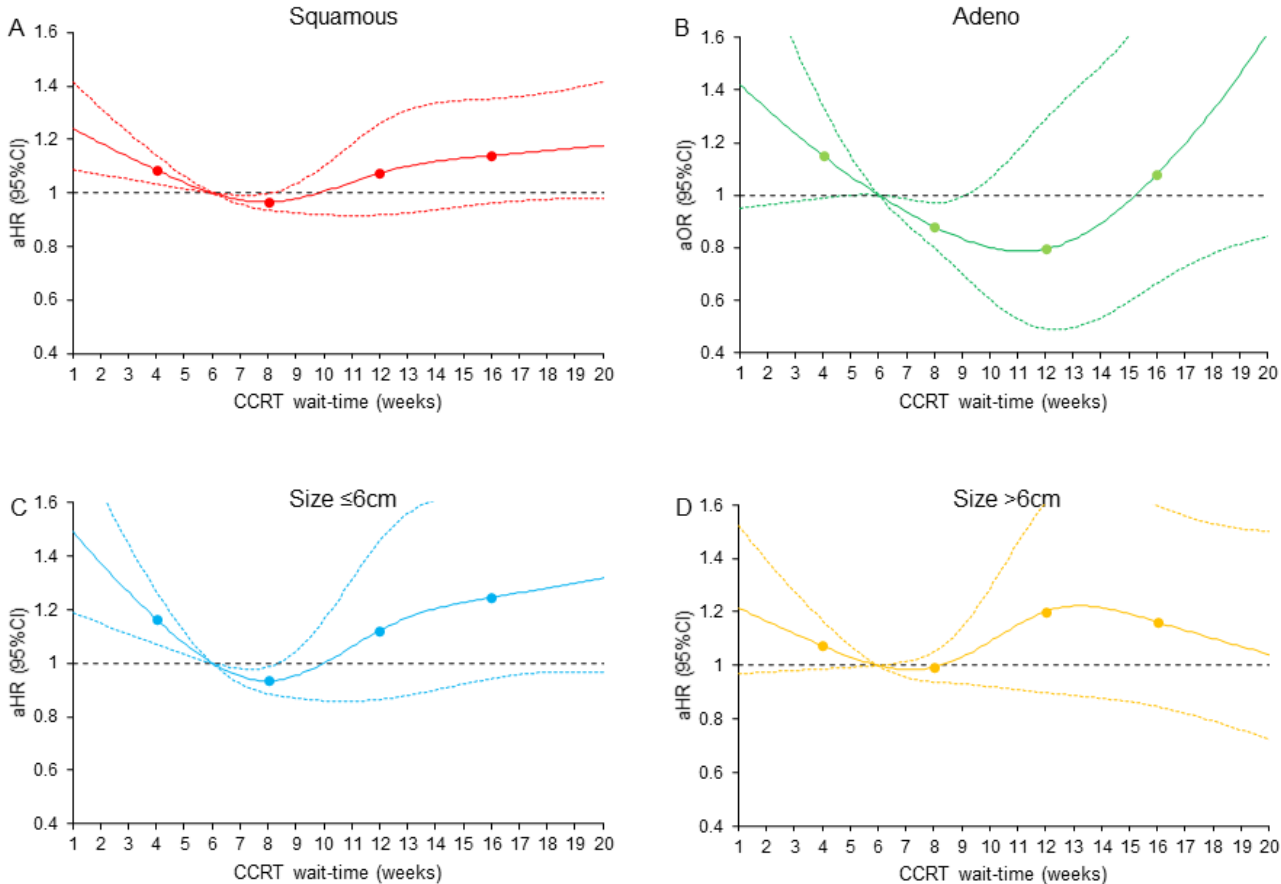 A
Squamous
1.6
1.4
1.2
1
0.8
0.6
0.4
aHR (95%CI)
1 2 3 4 5 6 7 8 9 10 11 12 13 14 15 16 17 18 19 20
CCRT wait-time (weeks)
B
Adeno
1.6
1.4
1.2
1
0.8
0.6
0.4
aOR (95%CI)
1 2 3 4 5 6 7 8 9 10 11 12 13 14 15 16 17 18 19 20
CCRT wait-time (weeks)
C
Size ≤6cm
1.6
1.4
1.2
1
0.8
0.6
0.4
aHR (95%CI)
1 2 3 4 5 6 7 8 9 10 11 12 13 14 15 16 17 18 19 20
CCRT wait-time (weeks)
D
Size >6cm
1.6
1.4
1.2
1
0.8
0.6
0.4
aHR (95%CI)
1 2 3 4 5 6 7 8 9 10 11 12 13 14 15 16 17 18 19 20
CCRT wait-time (weeks)